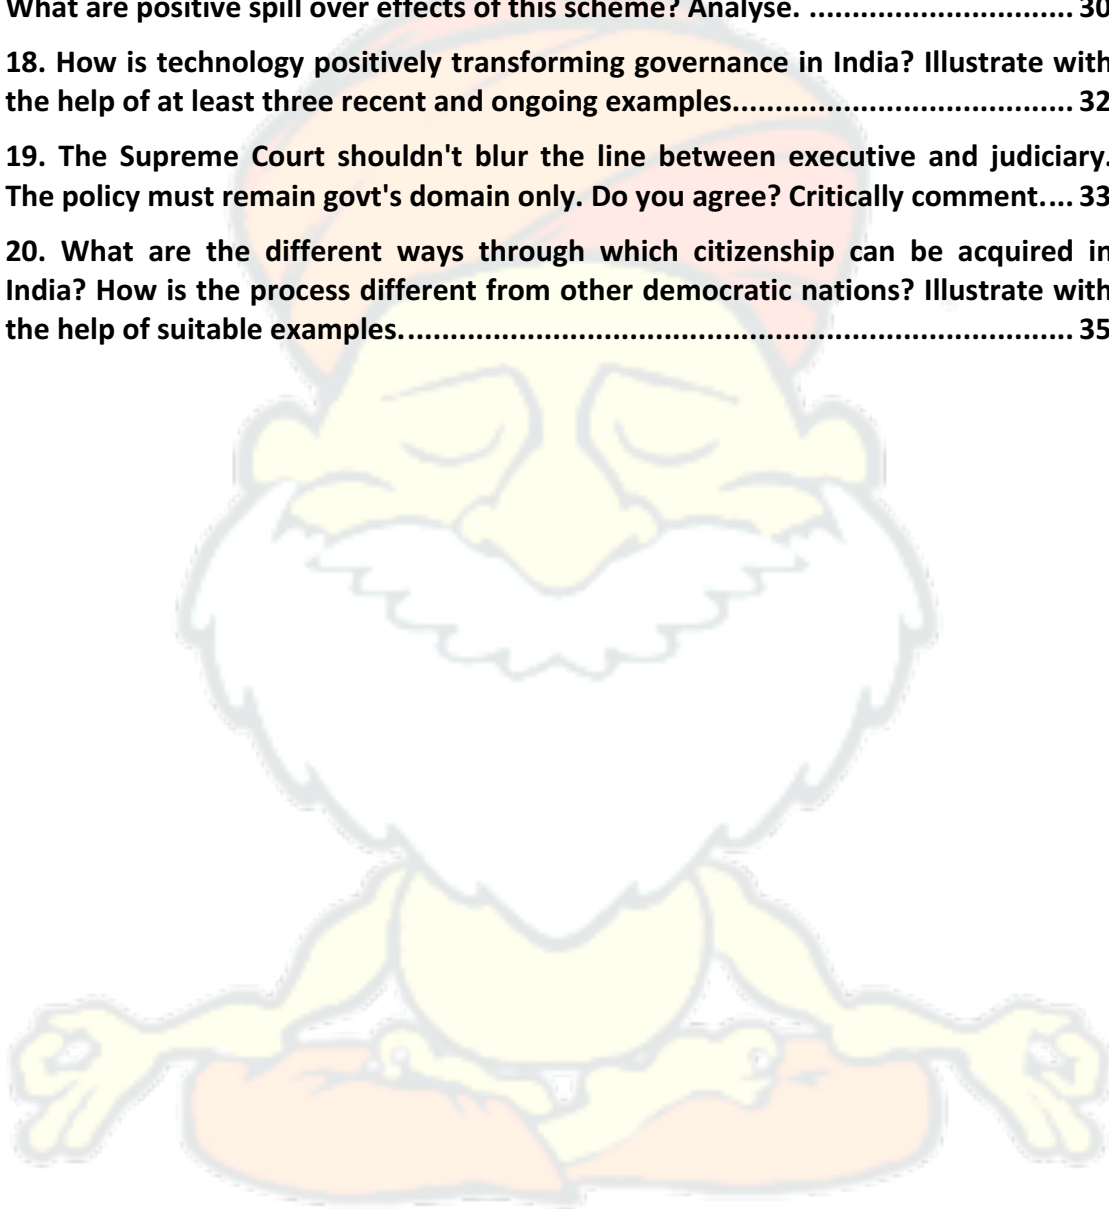 What are positive spill over effects of this scheme? Analyse. ................................ 30
18. How is technology positively transforming governance in India? Illustrate with
the help of at least three recent and ongoing examples........................................ 32
19. The Supreme Court shouldn't blur the line between executive and judiciary.
The policy must remain govt's domain only. Do you agree? Critically comment.... 33
20. What are the different ways through which citizenship can be acquired in
India? How is the process different from other democratic nations? Illustrate with
the help of suitable examples................................................................................ 35